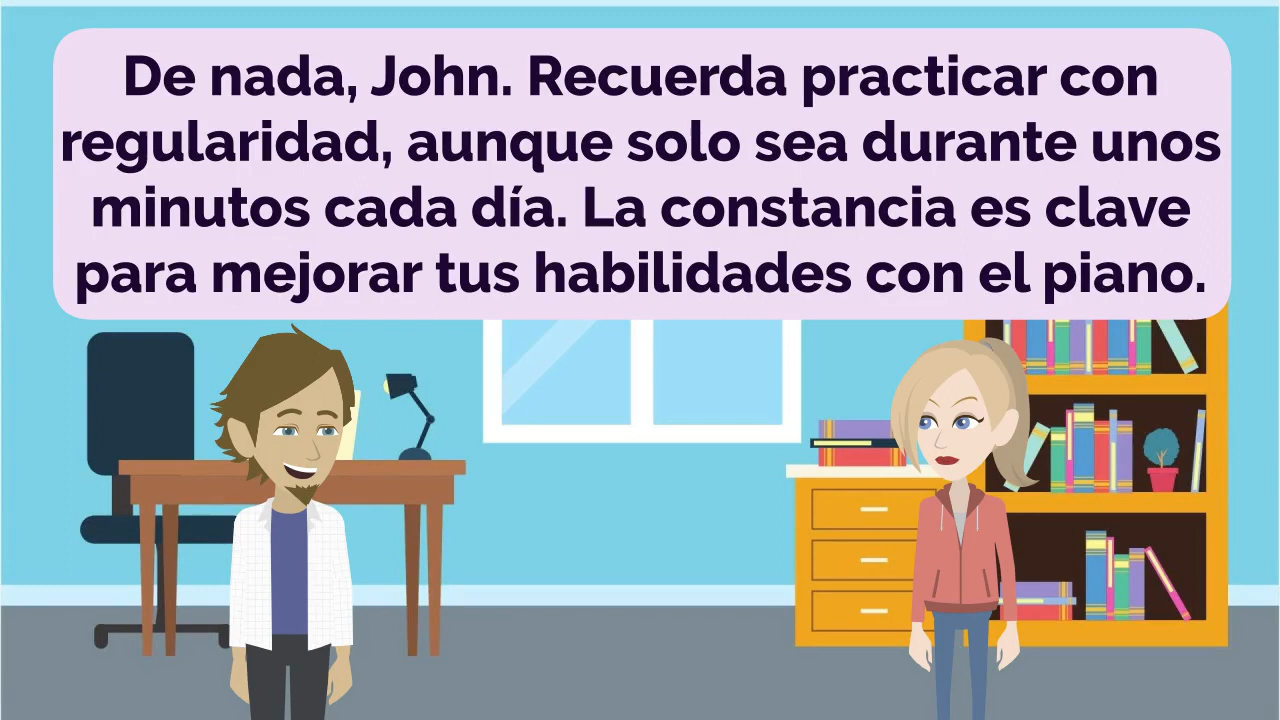 De nada, John. Recuerda practicar con
regularidad, aunque solo sea durante unos
minutos cada día. La constancia es clave
para mejorar tus habilidades con el piano.